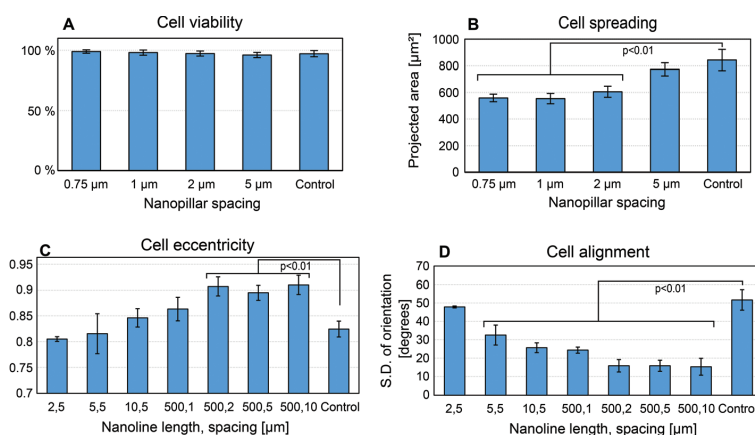 A Cell viability
100 %
50 %
0 %
0.75 µm 1 µm 2 µm 5 µm Control
Nanopillar spacing
B Cell spreading
Projected area [µm²]
1000
800
600
400
200
0
p<0.01
0.75 µm 1 µm 2 µm 5 µm Control
Nanopillar spacing
C Cell eccentricity
0.95
0.9
0.85
0.8
0.75
0.7
p<0.01
2,5 5,5 10,5 500,1 500,2 500,5 500,10 Control
Nanoline length, spacing [µm]
D Cell alignment
S.D. of orientation
[degrees]
70
60
50
40
30
20
10
0
p<0.01
2,5 5,5 10,5 500,1 500,2 500,5 500,10 Control
Nanoline length, spacing [µm]